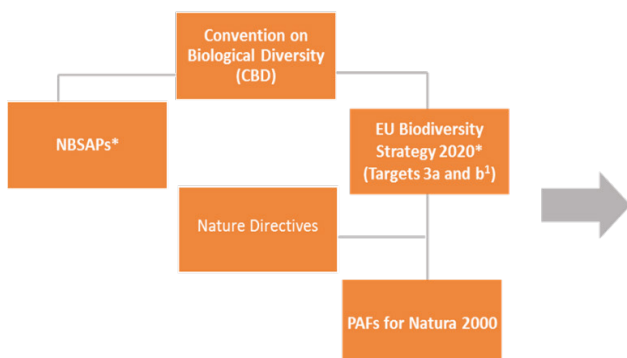 Convention on
Biological Diversity
(CBD)
NBSAPs*
EU Biodiversity
Strategy 2020*
(Targets 3a and b¹)
Nature Directives
PAFs for Natura 2000